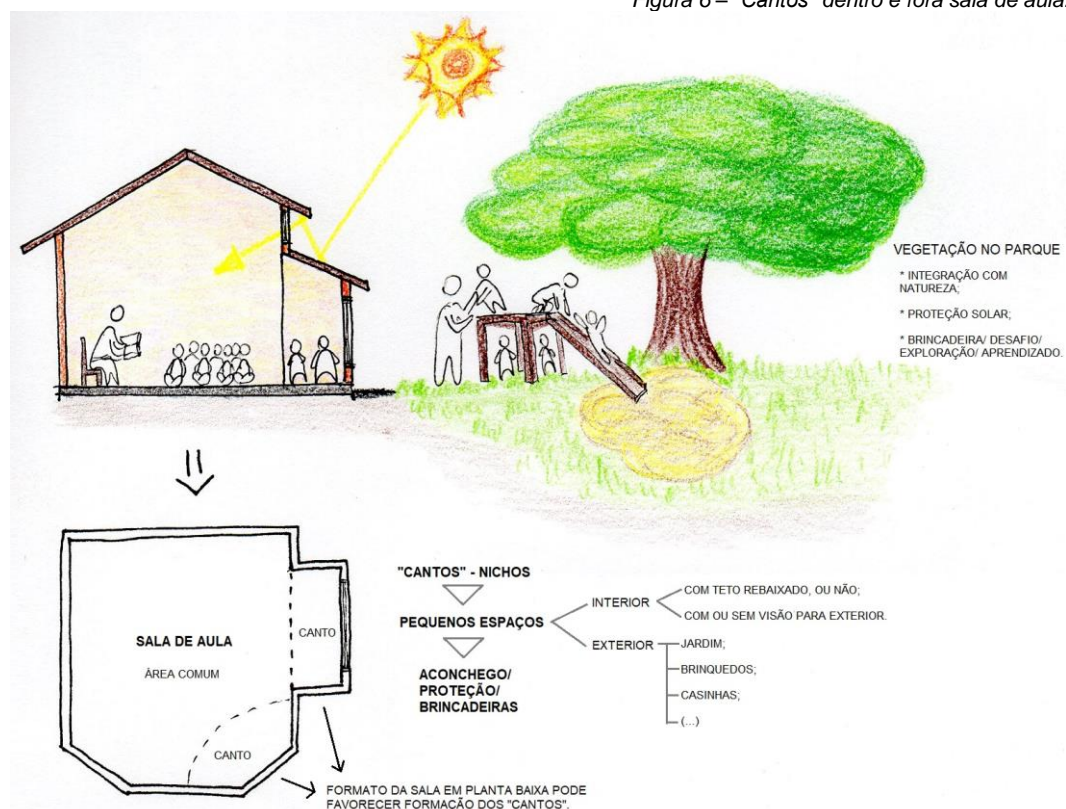 Figura 6 – "Cantos" dentro e fora sala de aula.
VEGETAÇÃO NO PARQUE
* INTEGRAÇÃO COM
NATUREZA;
* PROTEÇÃO SOLAR;
* BRINCADEIRA/ DESAFIO/
EXPLORAÇÃO/ APRENDIZADO.
SALA DE AULA
ÁREA COMUM
CANTO
CANTO
FORMATO DA SALA EM PLANTA BAIXA PODE
FAVORECER FORMAÇÃO DOS "CANTOS".
"CANTOS" - NICHOS
PEQUENOS ESPAÇOS
ACONCHEGO/
PROTEÇÃO/
BRINCADEIRAS
INTERIOR
COM TETO REBAIXADO, OU NÃO;
COM OU SEM VISÃO PARA EXTERIOR.
EXTERIOR
JARDIM;
BRINQUEDOS;
CASINHAS;
(...)